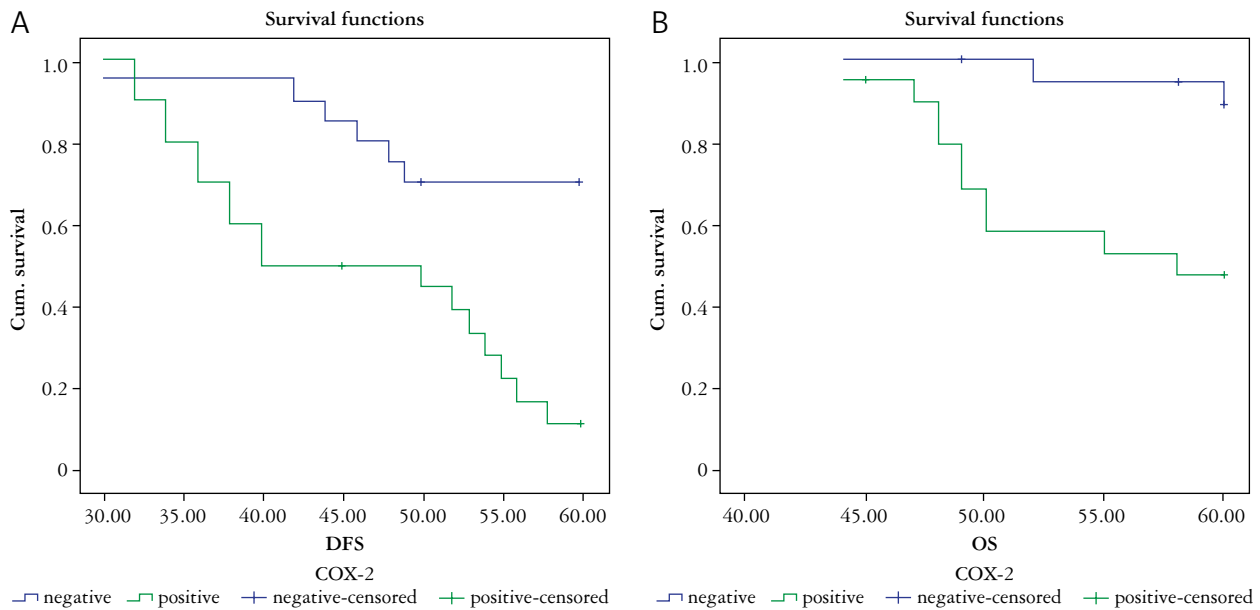 A
Survival functions
Cum. survival
1.0
0.8
0.6
0.4
0.2
0
30.00 35.00 40.00 45.00 50.00 55.00 60.00
DFS
COX-2
negative positive negative-censored positive-censored
B
Survival functions
Cum. survival
1.0
0.8
0.6
0.4
0.2
0
40.00 45.00 50.00 55.00 60.00
OS
COX-2
negative positive negative-censored positive-censored